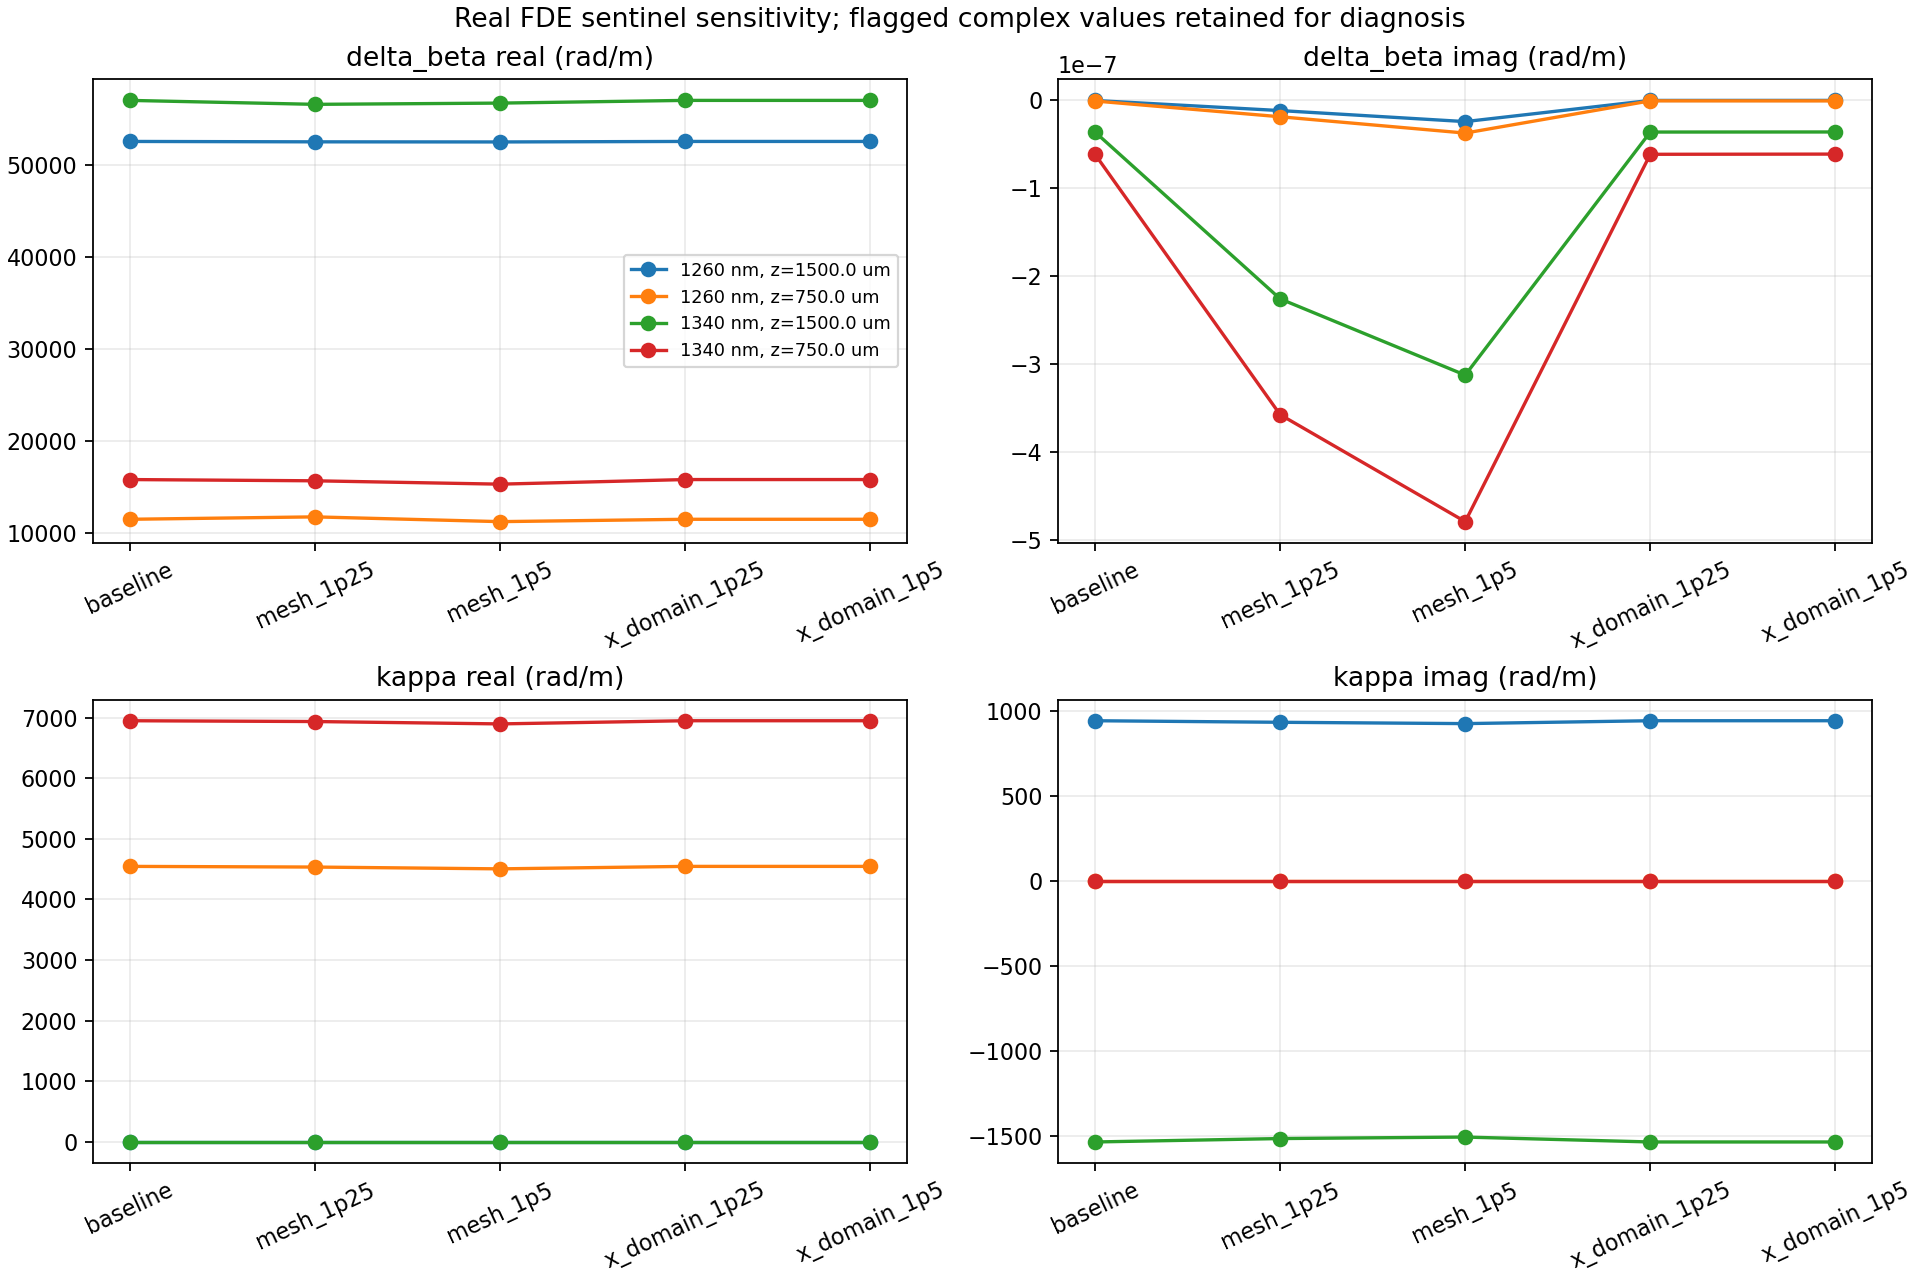 Real FDE sentinel sensitivity; flagged complex values retained for diagnosis
delta_beta real (rad/m)
50000
40000
30000
20000
10000
1260 nm, z=1500.0 um
1260 nm, z=750.0 um
1340 nm, z=1500.0 um
1340 nm, z=750.0 um
baseline
mesh_1p25
mesh_1p5
x_domain_1p25
x_domain_1p5
delta_beta imag (rad/m)
1e−7
0
−1
−2
−3
−4
−5
baseline
mesh_1p25
mesh_1p5
x_domain_1p25
x_domain_1p5
kappa real (rad/m)
7000
6000
5000
4000
3000
2000
1000
0
baseline
mesh_1p25
mesh_1p5
x_domain_1p25
x_domain_1p5
kappa imag (rad/m)
1000
500
0
−500
−1000
−1500
baseline
mesh_1p25
mesh_1p5
x_domain_1p25
x_domain_1p5